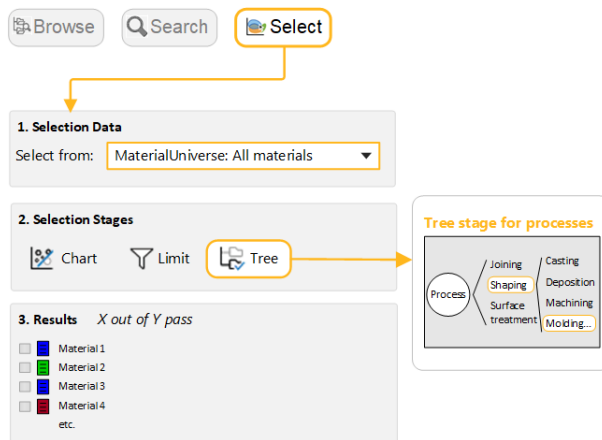 Browse
Search
Select
1. Selection Data
Select from:
MaterialUniverse: All materials
2. Selection Stages
Chart
Limit
Tree
Tree stage for processes
Process
Joining
Shaping
Surface
treatment
Casting
Deposition
Machining
Molding...
3. Results X out of Y pass
Material 1
Material 2
Material 3
Material 4
etc.